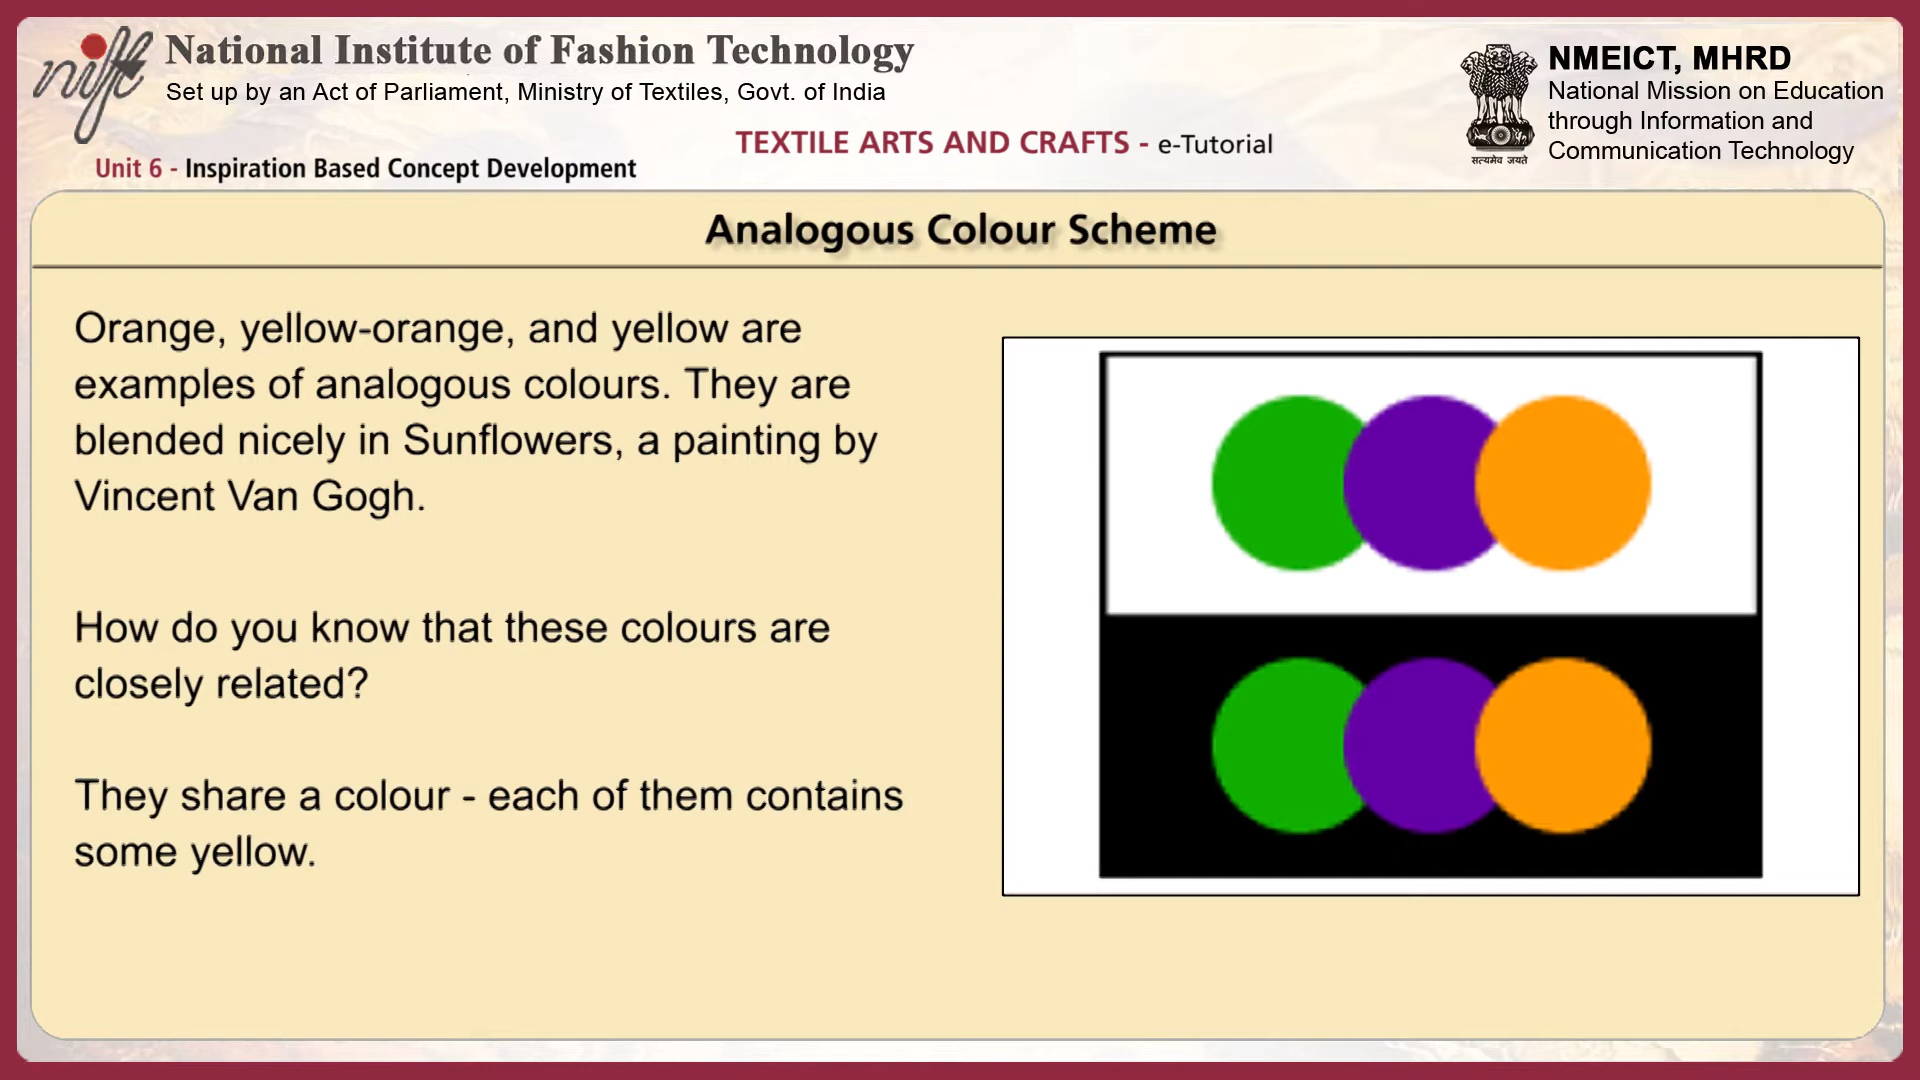 nift
National Institute of Fashion Technology
Set up by an Act of Parliament, Ministry of Textiles, Govt. of India
NMEICT, MHRD
National Mission on Education
through Information and
Communication Technology
सत्यमेव जयते
TEXTILE ARTS AND CRAFTS - e-Tutorial
Unit 6 - Inspiration Based Concept Development
Analogous Colour Scheme
Orange, yellow-orange, and yellow are
examples of analogous colours. They are
blended nicely in Sunflowers, a painting by
Vincent Van Gogh.
How do you know that these colours are
closely related?
They share a colour - each of them contains
some yellow.